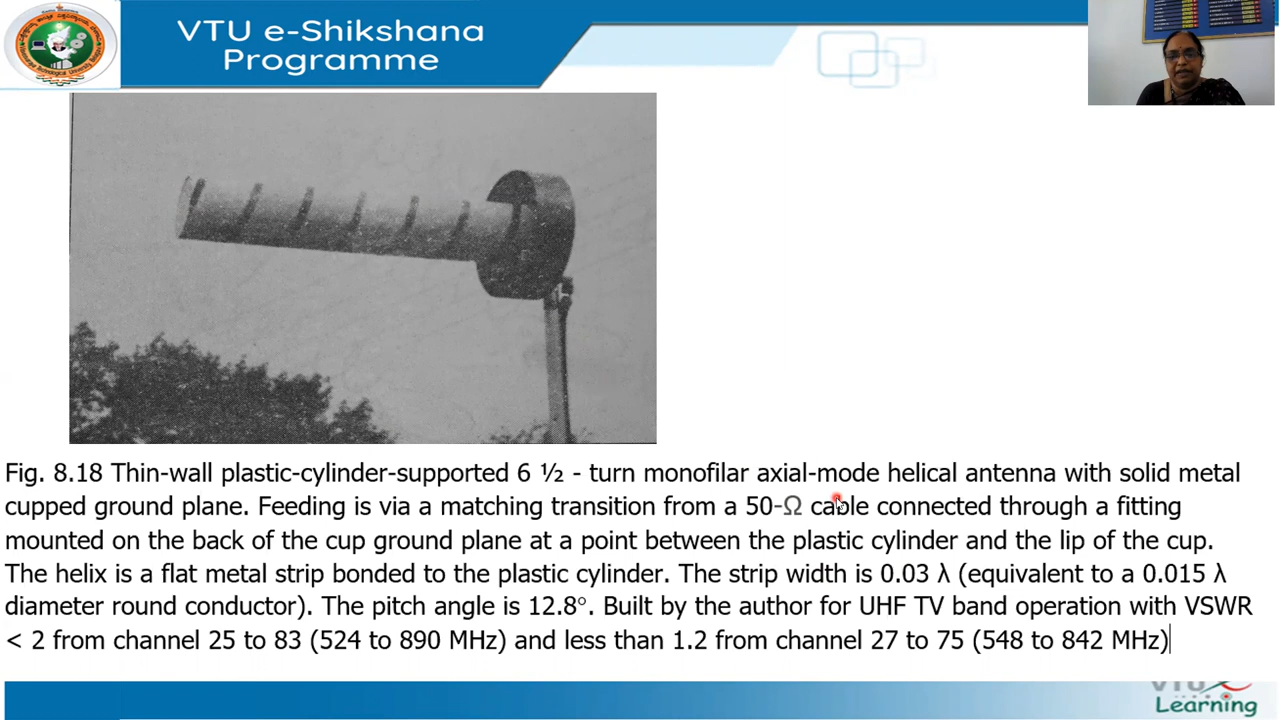 VTU e-Shikshana
Programme
Fig. 8.18 Thin-wall plastic-cylinder-supported 6 ½ - turn monofilar axial-mode helical antenna with solid metal
cupped ground plane. Feeding is via a matching transition from a 50-Ω cable connected through a fitting
mounted on the back of the cup ground plane at a point between the plastic cylinder and the lip of the cup.
The helix is a flat metal strip bonded to the plastic cylinder. The strip width is 0.03 λ (equivalent to a 0.015 λ
diameter round conductor). The pitch angle is 12.8°. Built by the author for UHF TV band operation with VSWR
< 2 from channel 25 to 83 (524 to 890 MHz) and less than 1.2 from channel 27 to 75 (548 to 842 MHz)
VTU
Learning